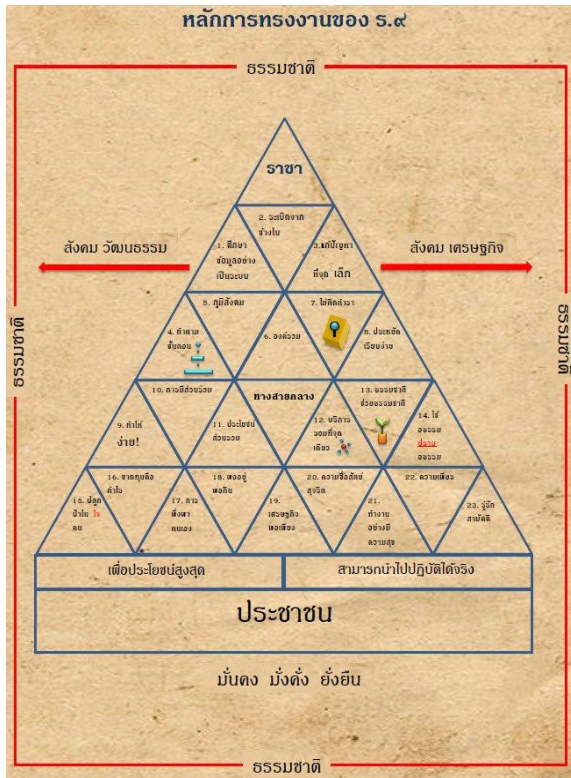 หลักการทรงงานของ ร.๙
ธรรมชาติ
ราชา
สังคม วัฒนธรรม
สังคม เศรษฐกิจ
ธรรมชาติ
ธรรมชาติ
1. ศึกษา
ข้อมูลอย่าง
เป็นระบบ
2. ระเบิดจาก
ข้างใน
3.แก้ปัญหา
ที่จุด เล็ก
4. ทำตาม
ขั้นตอน
5. ภูมิสังคม
6. องค์รวม
7. ไม่ติดตำรา
8. ประหยัด
เรียบง่าย
9. ทำให้
ง่าย!
10. การมีส่วนร่วม
11. ประโยชน์
ส่วนรวม
ทางสายกลาง
12. บริการ
รวมที่จุด
เดียว
13. ธรรมชาติ
ช่วยธรรมชาติ
14. ใช้
อธรรม
ปราบ
อธรรม
15. ปลูก
ป่าใน ใจ
คน
16. ขาดทุนคือ
กำไร
17. การ
พึ่งพา
ตนเอง
18. พออยู่
พอกิน
19.
เศรษฐกิจ
พอเพียง
20. ความซื่อสัตย์
สุจริต
21.
ทำงาน
อย่างมี
ความสุข
22. ความเพียร
23. รู้รัก
สามัคคี
เพื่อประโยชน์สูงสุด
สามารถนำไปปฏิบัติได้จริง
ประชาชน
มั่นคง มั่งคั่ง ยั่งยืน
ธรรมชาติ